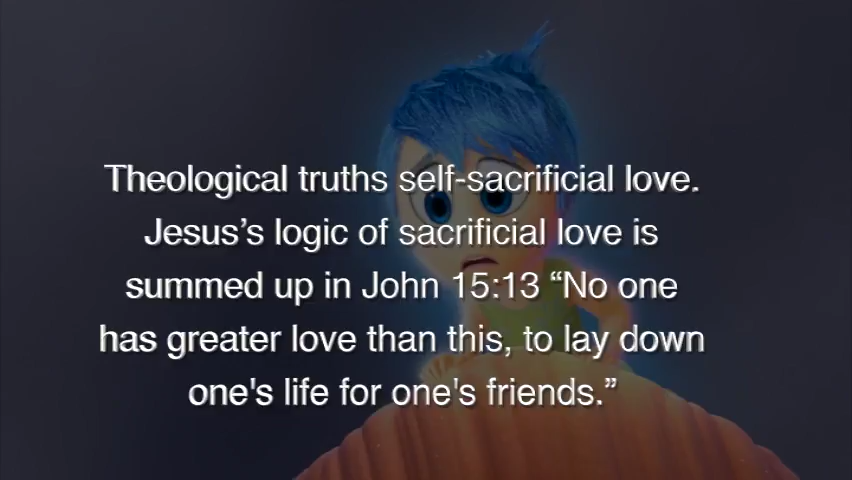 Theological truths self-sacrificial love.
Jesus’s logic of sacrificial love is
summed up in John 15:13 “No one
has greater love than this, to lay down
one's life for one's friends.”